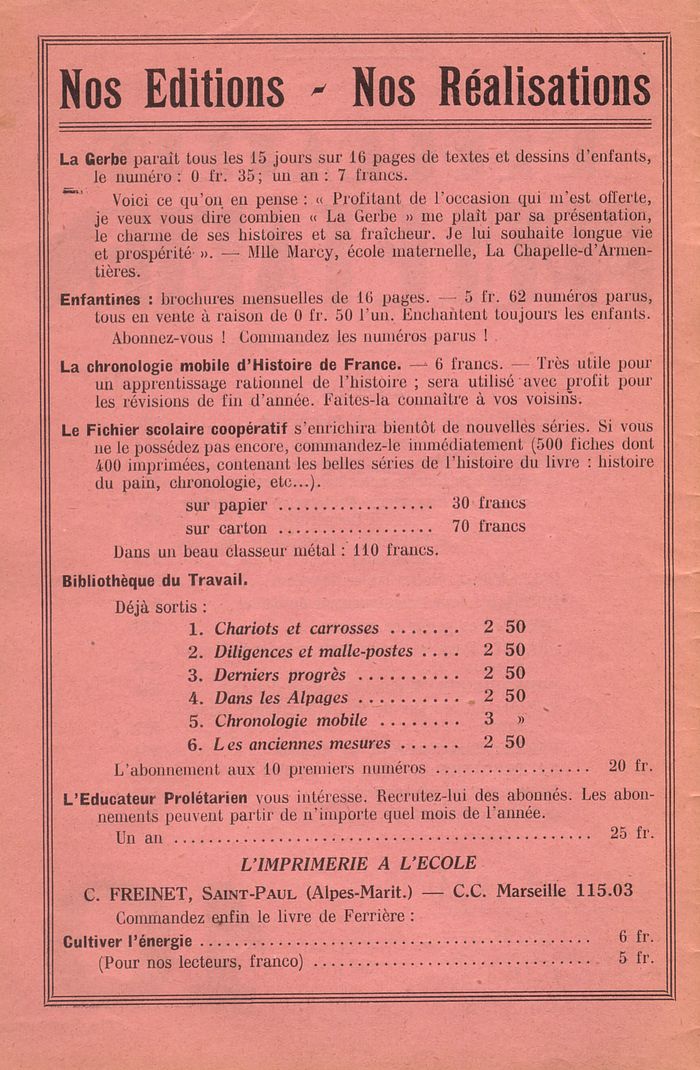 Nos Editions - Nos Réalisations
La Gerbe paraît tous les 15 jours sur 16 pages de textes et dessins d'enfants,
le numéro : 0 fr. 35 ; un an : 7 francs.
Voici ce qu'on en pense : « Profitant de l'occasion qui m'est offerte,
je veux vous dire combien « La Gerbe » me plaît par sa présentation,
le charme de ses histoires et sa fraîcheur. Je lui souhaite longue vie
et prospérité ». — Mlle Marcy, école maternelle, La Chapelle-d'Armen-
tières.
Enfantines : brochures mensuelles de 16 pages. — 5 fr. 62 numéros parus,
tous en vente à raison de 0 fr. 50 l'un. Enchantent toujours les enfants.
Abonnez-vous ! Commandez les numéros parus !
La chronologie mobile d'Histoire de France. — 6 francs. — Très utile pour
un apprentissage rationnel de l'histoire ; sera utilisé avec profit pour
les révisions de fin d'année. Faites-la connaître à vos voisins.
Le Fichier scolaire coopératif s'enrichira bientôt de nouvelles séries. Si vous
ne le possédez pas encore, commandez-le immédiatement (500 fiches dont
400 imprimées, contenant les belles séries de l'histoire du livre : histoire
du pain, chronologie, etc...).
sur papier .................. 30 francs
sur carton .................. 70 francs
Dans un beau classeur métal : 110 francs.
Bibliothèque du Travail.
Déjà sortis :
1. Chariots et carrosses ....... 2 50
2. Diligences et malle-postes .... 2 50
3. Derniers progrès .......... 2 50
4. Dans les Alpages .......... 2 50
5. Chronologie mobile ........ 3 »
6. Les anciennes mesures ...... 2 50
L'abonnement aux 10 premiers numéros .................. 20 fr.
L'Educateur Prolétarien vous intéresse. Recrutez-lui des abonnés. Les abon-
nements peuvent partir de n'importe quel mois de l'année.
Un an ................................................ 25 fr.
L'IMPRIMERIE A L'ECOLE
C. FREINET, SAINT-PAUL (Alpes-Marit.) — C.C. Marseille 115.03
Commandez enfin le livre de Ferrière :
Cultiver l'énergie ............................................. 6 fr.
(Pour nos lecteurs, franco) ................................ 5 fr.